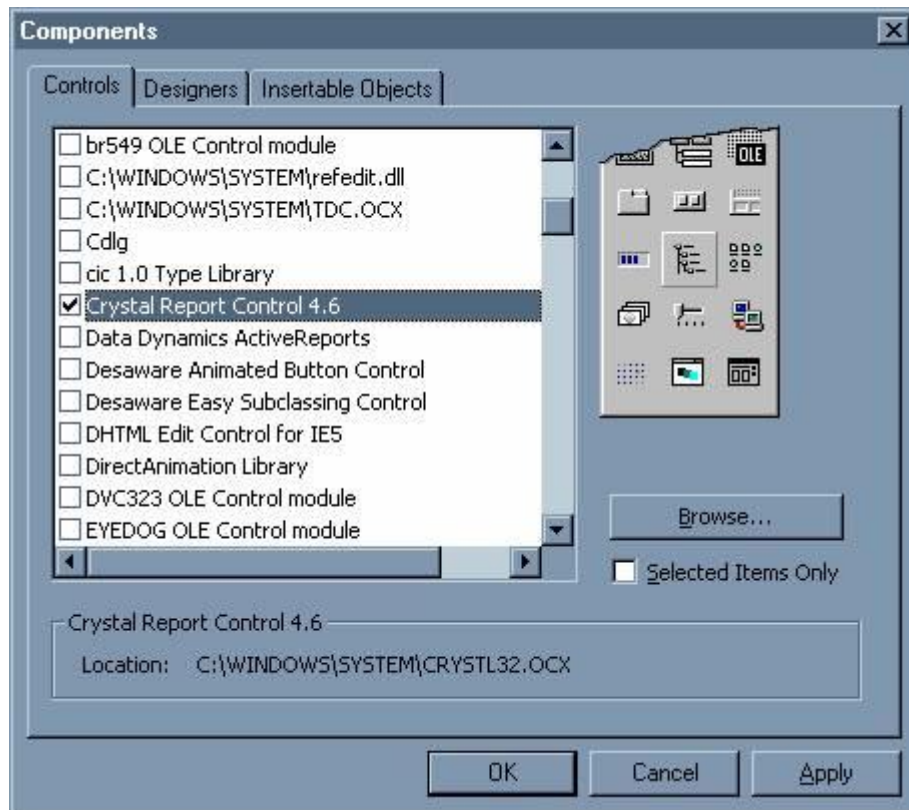 Components
Controls Designers Insertable Objects
br549 OLE Control module
C:\WINDOWS\SYSTEM\refedit.dll
C:\WINDOWS\SYSTEM\TDC.OCX
Cdlg
cic 1.0 Type Library
Crystal Report Control 4.6
Data Dynamics ActiveReports
Desaware Animated Button Control
Desaware Easy Subclassing Control
DHTML Edit Control for IE5
DirectAnimation Library
DVC323 OLE Control module
EYEDOG OLE Control module
OLE
Browse...
Selected Items Only
Crystal Report Control 4.6
Location: C:\WINDOWS\SYSTEM\CRYSTL32.OCX
OK Cancel Apply